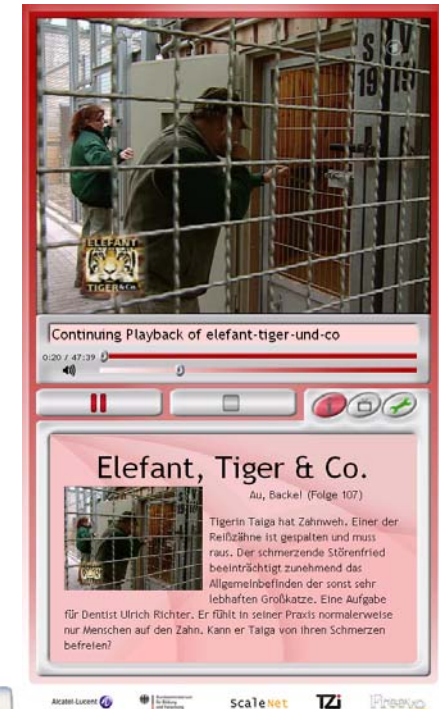 S V
19 19
ELEFANT
TIGER & Co.
Continuing Playback of elefant-tiger-und-co
0:20 / 47:39
Elefant, Tiger & Co.
Au, Backe! (Folge 107)
Tigerin Taiga hat Zahnweh. Einer der
Reißzähne ist gespalten und muss
raus. Der schmerzende Störenfried
beeinträchtigt zunehmend das
Allgemeinbefinden der sonst sehr
lebhaften Großkatze. Eine Aufgabe
für Dentist Ulrich Richter. Er fühlt in seiner Praxis normalerweise
nur Menschen auf den Zahn. Kann er Taiga von ihren Schmerzen
befreien?
Alcatel-Lucent
ScaleNet
TZi